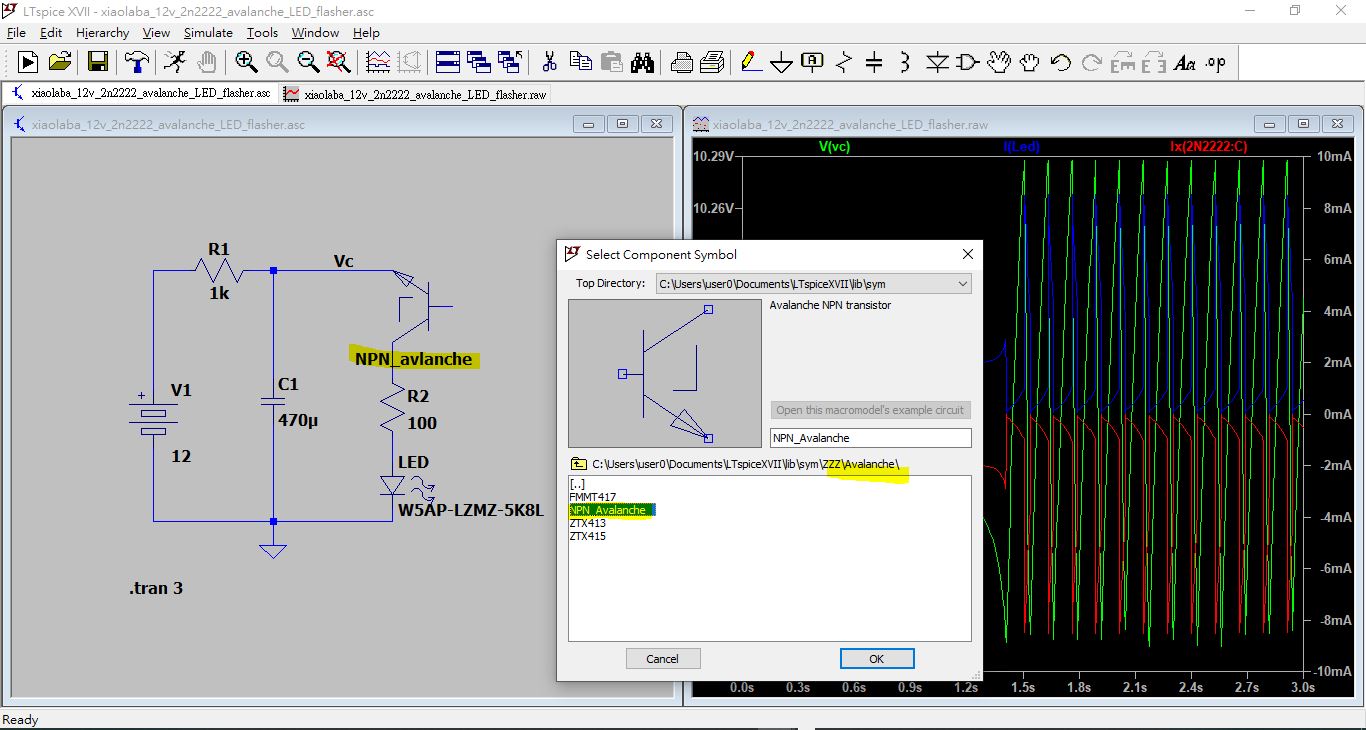 LTspice XVII - xiaolaba_12v_2n2222_avalanche_LED_flasher.asc
File Edit Hierarchy View Simulate Tools Window Help
xiaolaba_12v_2n2222_avalanche_LED_flasher.asc xiaolaba_12v_2n2222_avalanche_LED_flasher.raw
xiaolaba_12v_2n2222_avalanche_LED_flasher.asc
R1
1k
Vc
NPN_avlanche
V1
12
C1
470µ
R2
100
LED
W5AP-LZMZ-5K8L
.tran 3
xiaolaba_12v_2n2222_avalanche_LED_flasher.raw
V(vc) I(Led) Ix(2N2222:C)
10.29V
10.26V
10mA
8mA
6mA
4mA
2mA
0mA
-2mA
-4mA
-6mA
-8mA
-10mA
0.0s 0.3s 0.6s 0.9s 1.2s 1.5s 1.8s 2.1s 2.4s 2.7s 3.0s
Select Component Symbol
Top Directory: C:\Users\user0\Documents\LTspiceXVII\lib\sym
Avalanche NPN transistor
Open this macromodel's example circuit
NPN_Avalanche
C:\Users\user0\Documents\LTspiceXVII\lib\sym\ZZZ\Avalanche\
[..]
FMMT417
NPN_Avalanche
ZTX413
ZTX415
Cancel OK
Ready